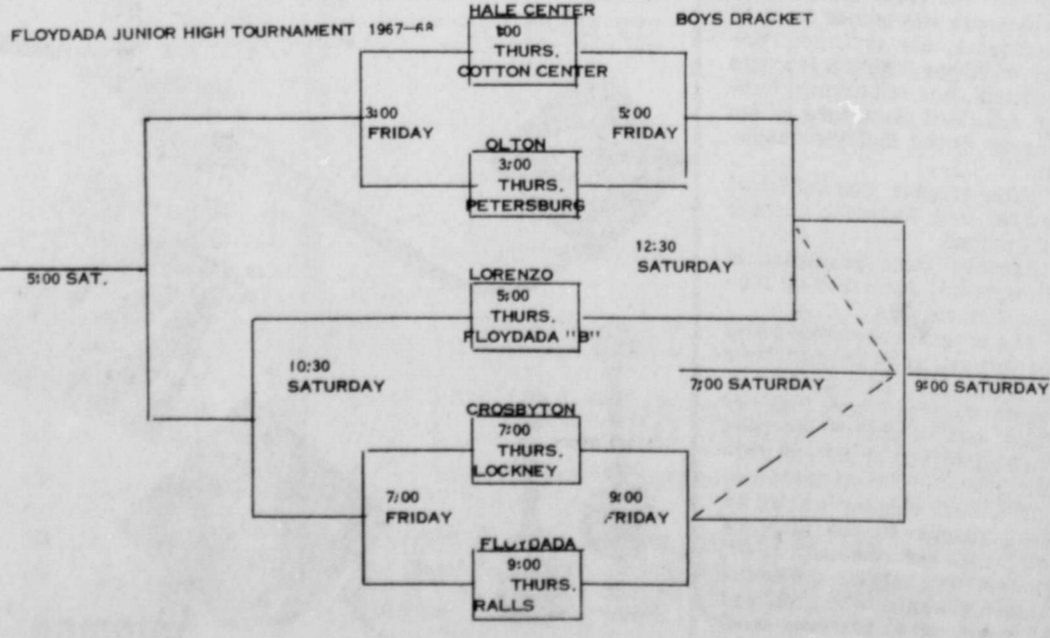 FLOYDADA JUNIOR HIGH TOURNAMENT 1967-68
BOYS DRACKET
HALE CENTER
1:00
THURS.
COTTON CENTER
3:00
FRIDAY
5:00
FRIDAY
OLTON
3:00
THURS.
PETERSBURG
12:30
SATURDAY
5:00 SAT.
LORENZO
5:00
THURS.
FLOYDADA "B"
10:30
SATURDAY
7:00 SATURDAY
9:00 SATURDAY
CROSBYTON
7:00
THURS.
LOCKNEY
7:00
FRIDAY
9:00
FRIDAY
FLOYDADA
9:00
THURS.
RALLS